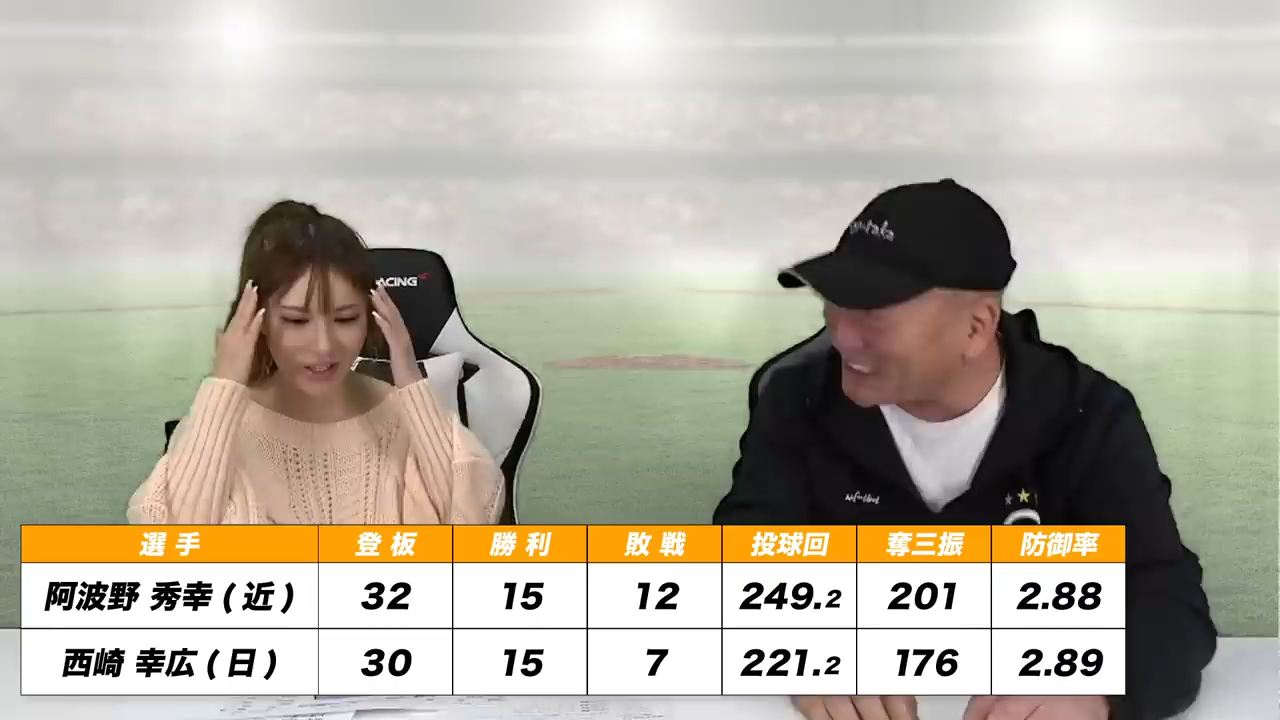 ACING
選手 登板 勝利 敗戦 投球回 奪三振 防御率
阿波野 秀幸(近) 32 15 12 249.2 201 2.88
西崎 幸広(日) 30 15 7 221.2 176 2.89